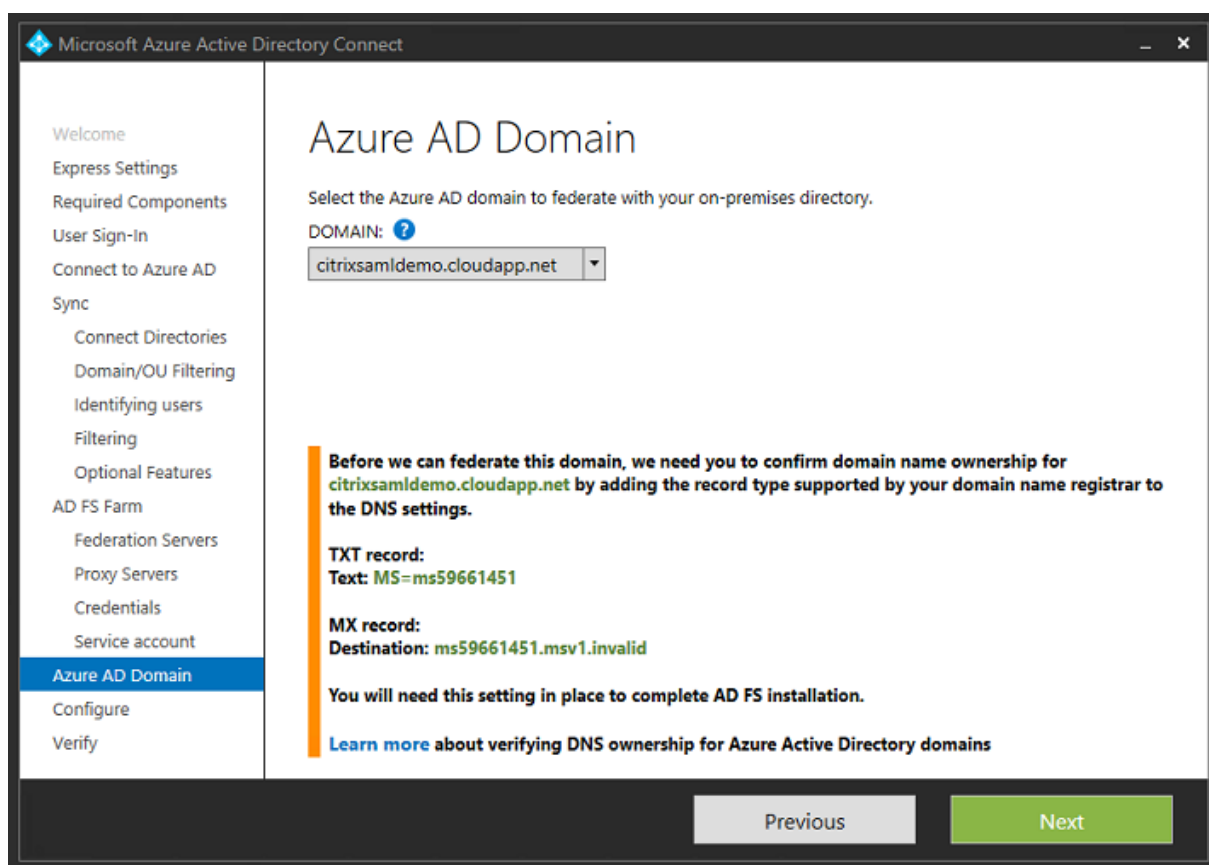 Microsoft Azure Active Directory Connect
Welcome
Express Settings
Required Components
User Sign-In
Connect to Azure AD
Sync
Connect Directories
Domain/OU Filtering
Identifying users
Filtering
Optional Features
AD FS Farm
Federation Servers
Proxy Servers
Credentials
Service account
Azure AD Domain
Configure
Verify
Azure AD Domain
Select the Azure AD domain to federate with your on-premises directory.
DOMAIN: ?
citrixsamldemo.cloudapp.net
Before we can federate this domain, we need you to confirm domain name ownership for
citrixsamldemo.cloudapp.net by adding the record type supported by your domain name registrar to
the DNS settings.
TXT record:
Text: MS=ms59661451
MX record:
Destination: ms59661451.msv1.invalid
You will need this setting in place to complete AD FS installation.
Learn more about verifying DNS ownership for Azure Active Directory domains
Previous
Next